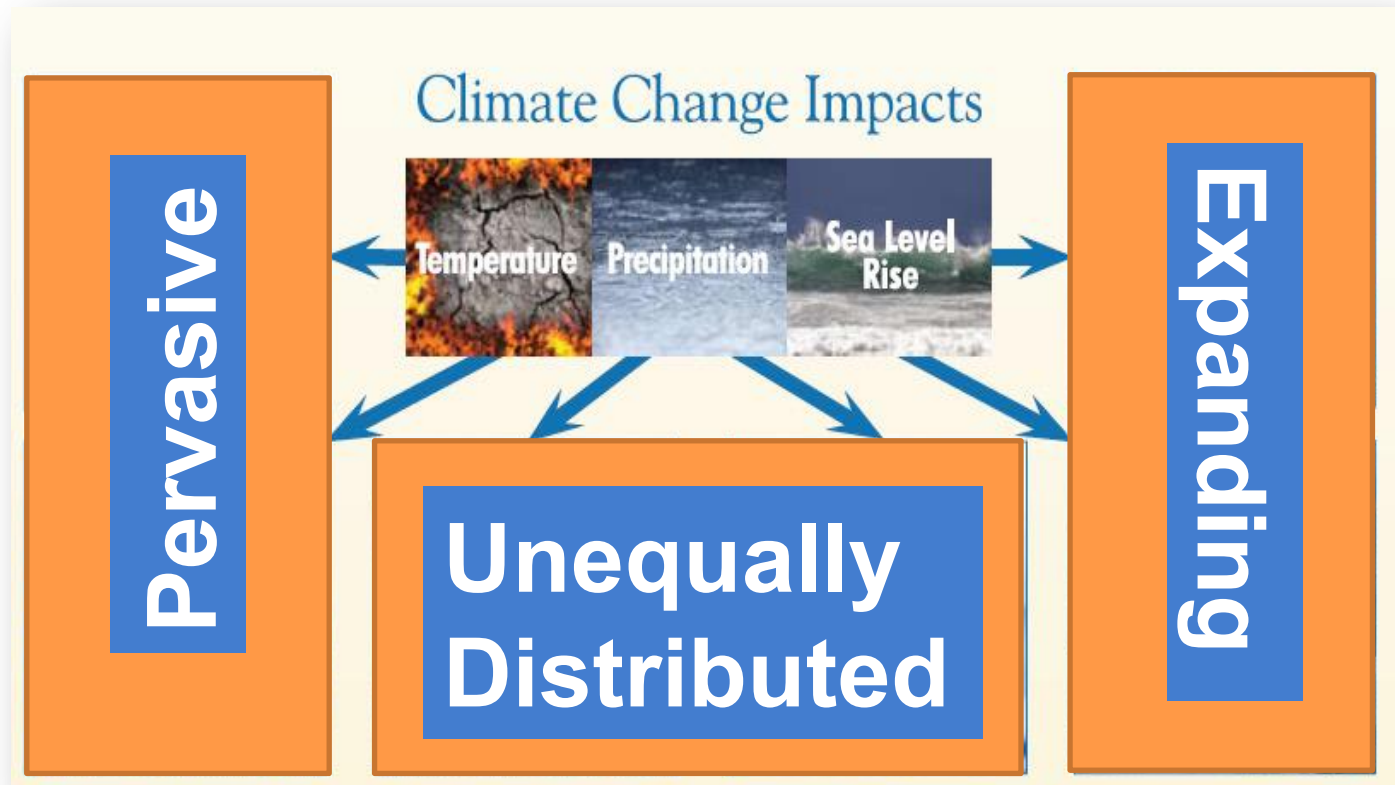 Climate Change Impacts
Temperature
Precipitation
Sea Level
Rise
Pervasive
Unequally
Distributed
Expanding